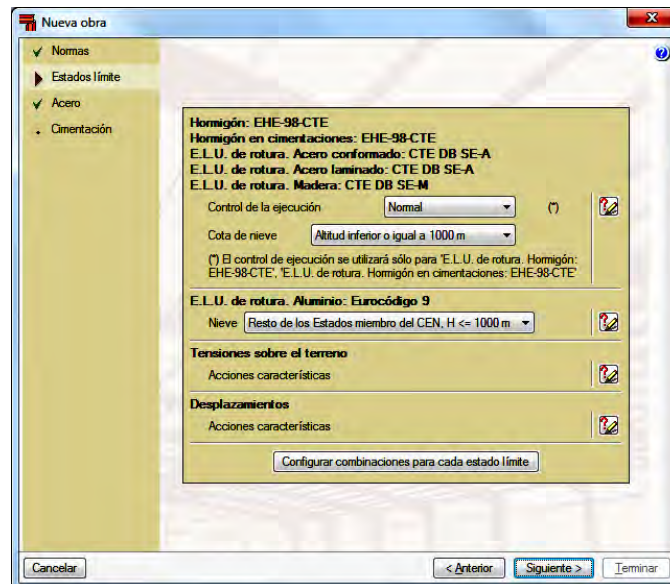 Nueva obra
Normas
Estados límite
Acero
Cimentación
Hormigón: EHE-98-CTE
Hormigón en cimentaciones: EHE-98-CTE
E.L.U. de rotura. Acero conformado: CTE DB SE-A
E.L.U. de rotura. Acero laminado: CTE DB SE-A
E.L.U. de rotura. Madera: CTE DB SE-M
Control de la ejecución Normal (*)
Cota de nieve Altitud inferior o igual a 1000 m
(*) El control de ejecución se utilizará sólo para 'E.L.U. de rotura. Hormigón:
EHE-98-CTE', 'E.L.U. de rotura. Hormigón en cimentaciones: EHE-98-CTE'
E.L.U. de rotura. Aluminio: Eurocódigo 9
Nieve Resto de los Estados miembro del CEN, H <= 1000 m
Tensiones sobre el terreno
Acciones características
Desplazamientos
Acciones características
Configurar combinaciones para cada estado límite
Cancelar < Anterior Siguiente > Terminar